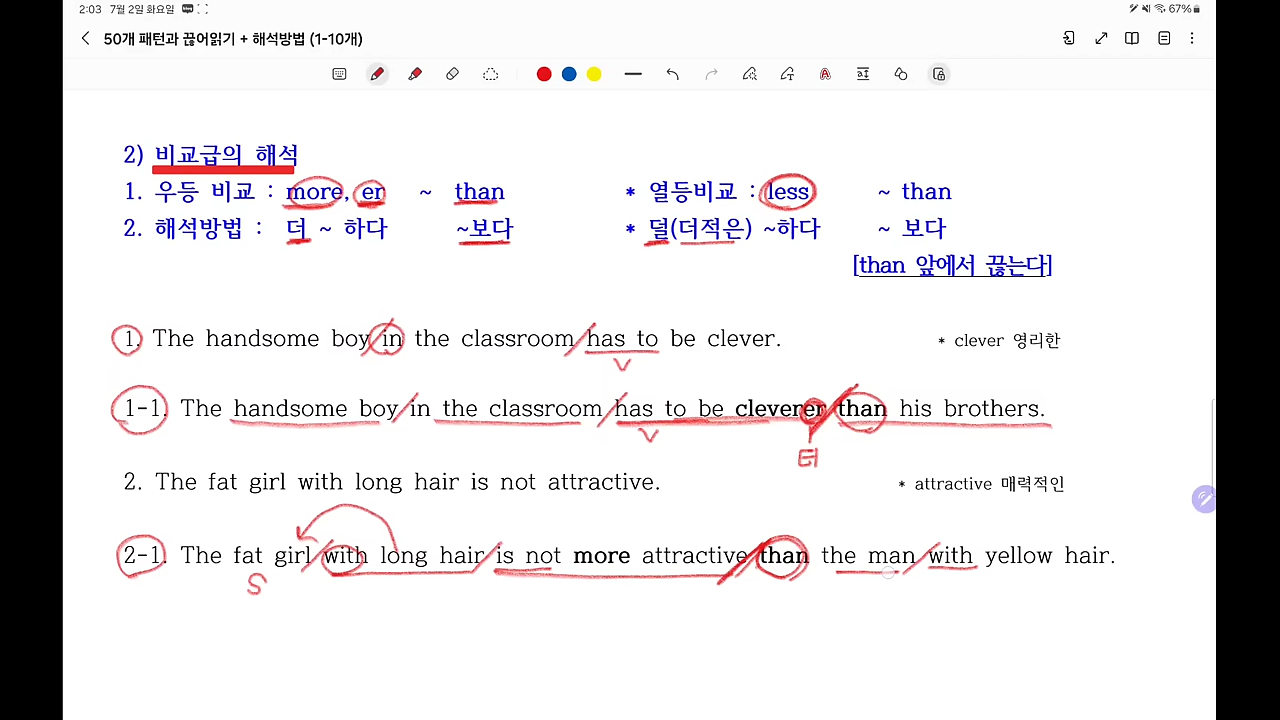 2:03 7월 2일 화요일 67%
50개 패턴과 끊어읽기 + 해석방법 (1-10개)
2) 비교급의 해석
1. 우등 비교 : more, er ~ than * 열등비교 : less ~ than
2. 해석방법 : 더 ~ 하다 ~보다 * 덜(더적은) ~하다 ~ 보다
[than 앞에서 끊는다]
1. The handsome boy in the classroom has to be clever. * clever 영리한
V
1-1. The handsome boy in the classroom has to be cleverer than his brothers.
V
더
2. The fat girl with long hair is not attractive. * attractive 매력적인
2-1. The fat girl with long hair is not more attractive than the man with yellow hair.
S